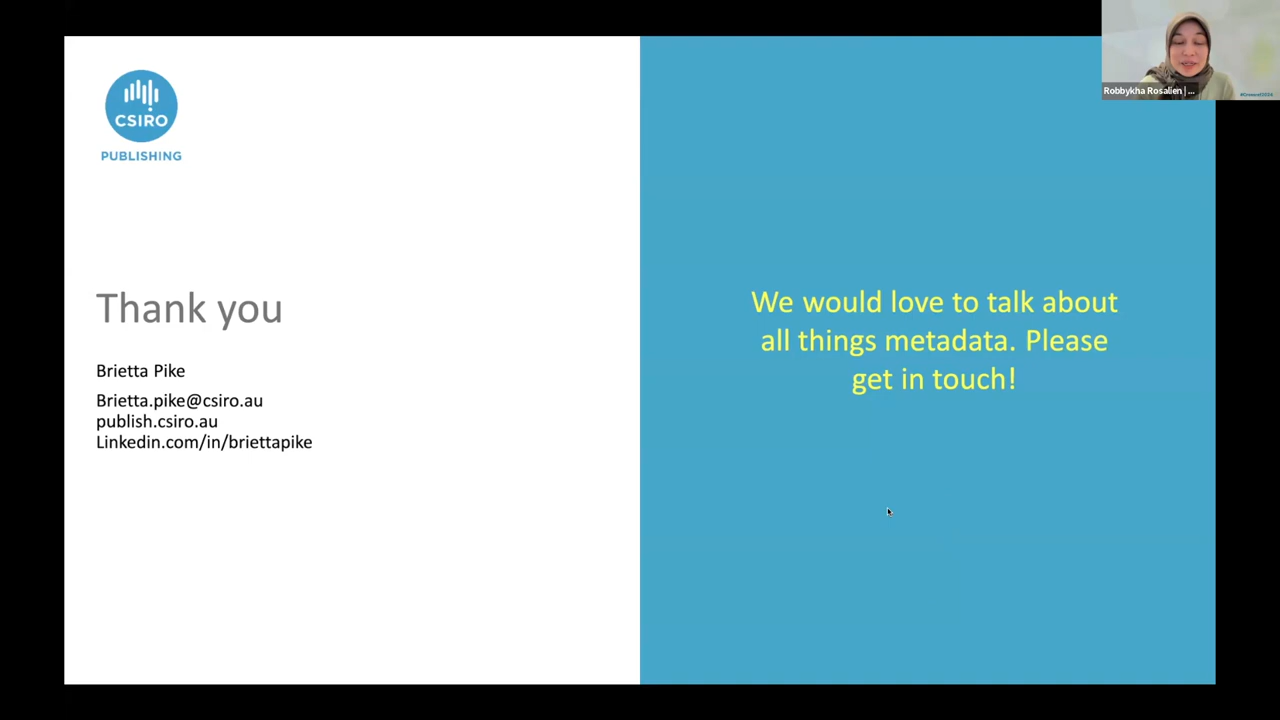 CSIRO
PUBLISHING
Thank you
Brietta Pike
Brietta.pike@csiro.au
publish.csiro.au
Linkedin.com/in/briettapike
We would love to talk about
all things metadata. Please
get in touch!
Robbykha Rosalien | ...